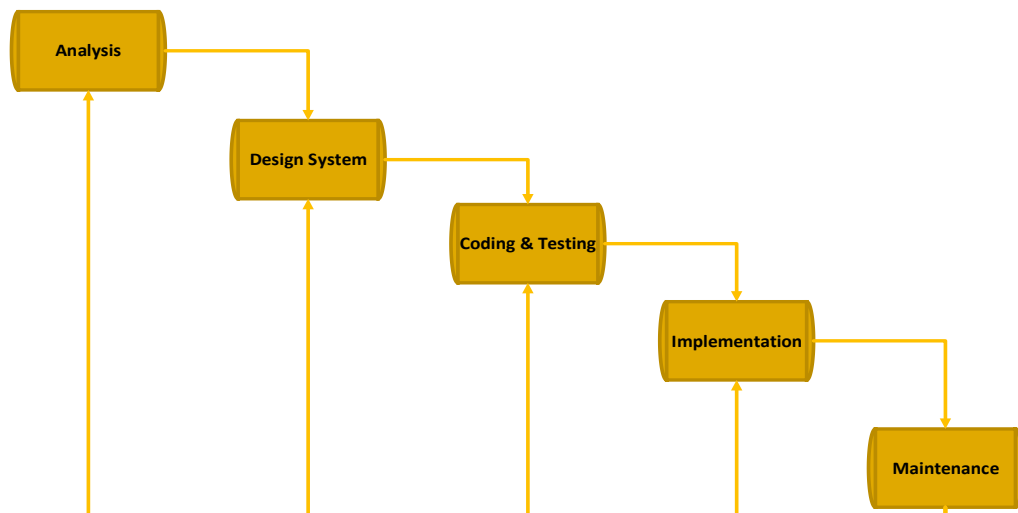 Analysis
Design System
Coding & Testing
Implementation
Maintenance